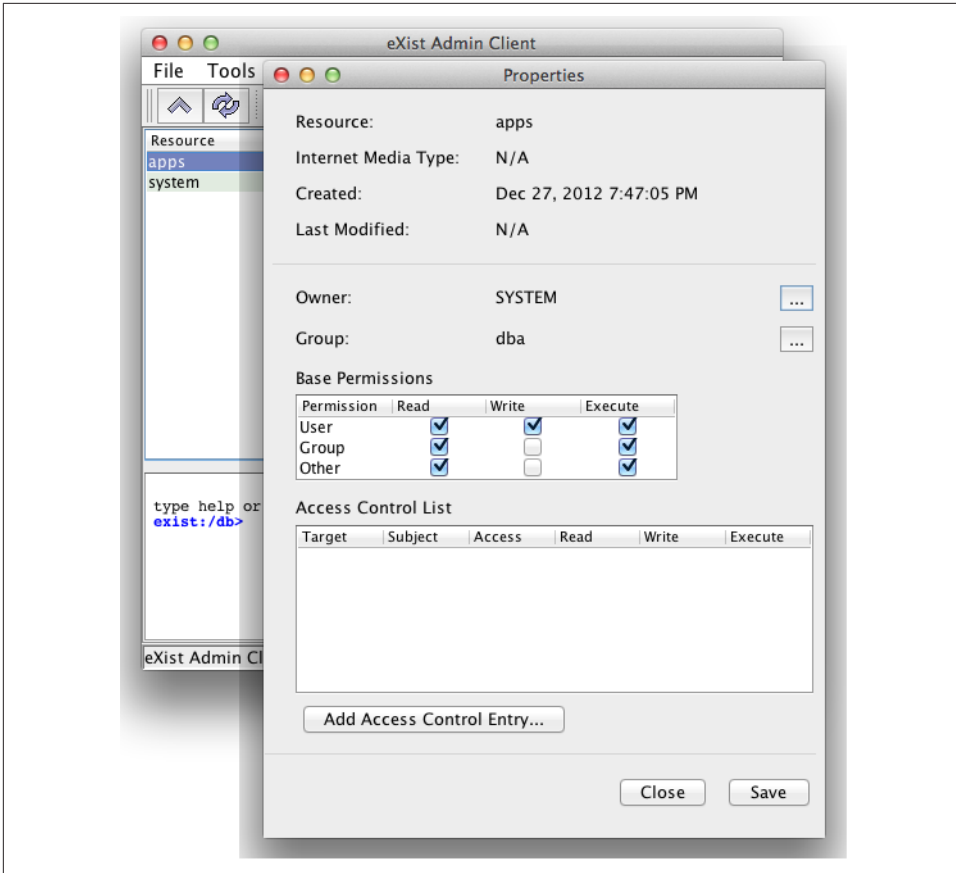 eXist Admin Client
File Tools
Properties
Resource
apps
system
Resource: apps
Internet Media Type: N/A
Created: Dec 27, 2012 7:47:05 PM
Last Modified: N/A
Owner: SYSTEM ...
Group: dba ...
Base Permissions
Permission Read Write Execute
User
Group
Other
type help or
exist:/db>
Access Control List
Target Subject Access Read Write Execute
Add Access Control Entry...
eXist Admin Cl
Close Save